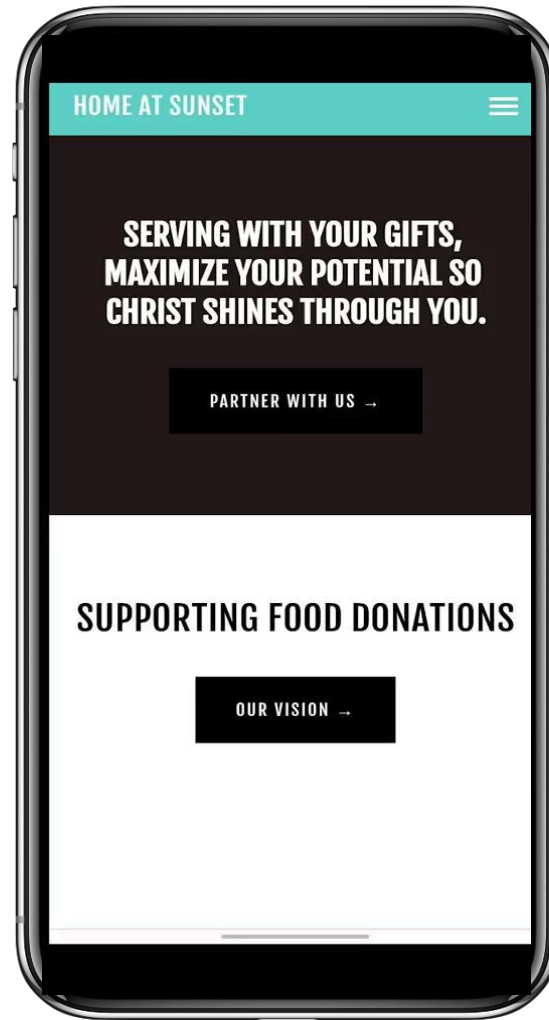 HOME AT SUNSET
SERVING WITH YOUR GIFTS,
MAXIMIZE YOUR POTENTIAL SO
CHRIST SHINES THROUGH YOU.
PARTNER WITH US →
SUPPORTING FOOD DONATIONS
OUR VISION →